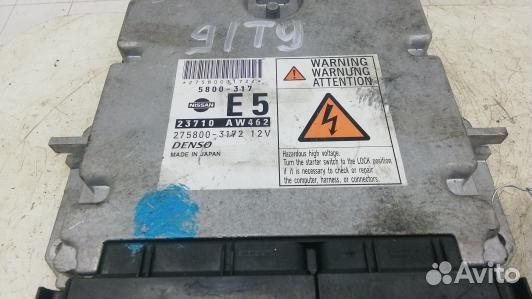 91TY
*2758003172*
5800-317
NISSAN
E5
23710 AW462
275800-3172 12V
DENSO
MADE IN JAPAN
WARNING
WARNUNG
ATTENTION
Hazardous high voltage.
Turn the starter switch to the LOCK position
if it is necessary to check or repair
the computer, harness, or connectors.
Avito